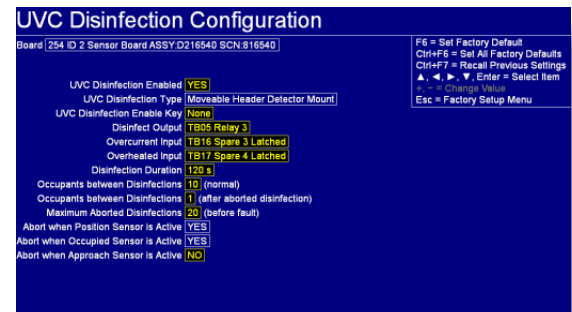 UVC Disinfection Configuration
Board 254 ID 2 Sensor Board ASSY:D216540 SCN:816540
F6 = Set Factory Default
Ctrl+F6 = Set All Factory Defaults
Ctrl+F7 = Recall Previous Settings
▲, ◄, ►, ▼, Enter = Select Item
+, - = Change Value
Esc = Factory Setup Menu
UVC Disinfection Enabled YES
UVC Disinfection Type Moveable Header Detector Mount
UVC Disinfection Enable Key None
Disinfect Output TB05 Relay 3
Overcurrent Input TB16 Spare 3 Latched
Overheated Input TB17 Spare 4 Latched
Disinfection Duration 120 s
Occupants between Disinfections 10 (normal)
Occupants between Disinfections 1 (after aborted disinfection)
Maximum Aborted Disinfections 20 (before fault)
Abort when Position Sensor is Active YES
Abort when Occupied Sensor is Active YES
Abort when Approach Sensor is Active NO